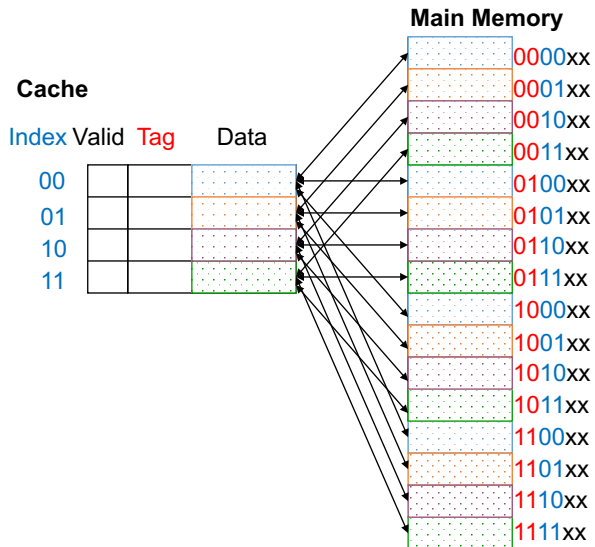 Main Memory
Cache
Index Valid Tag Data
00
01
10
11
0000xx
0001xx
0010xx
0011xx
0100xx
0101xx
0110xx
0111xx
1000xx
1001xx
1010xx
1011xx
1100xx
1101xx
1110xx
1111xx